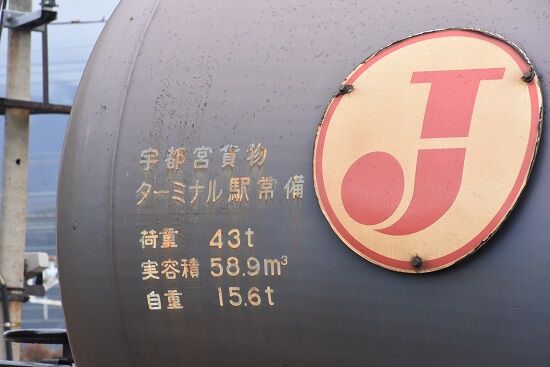 宇都宮貨物
ターミナル駅常備
荷重 43t
実容積 58.9m³
自重 15.6t
J